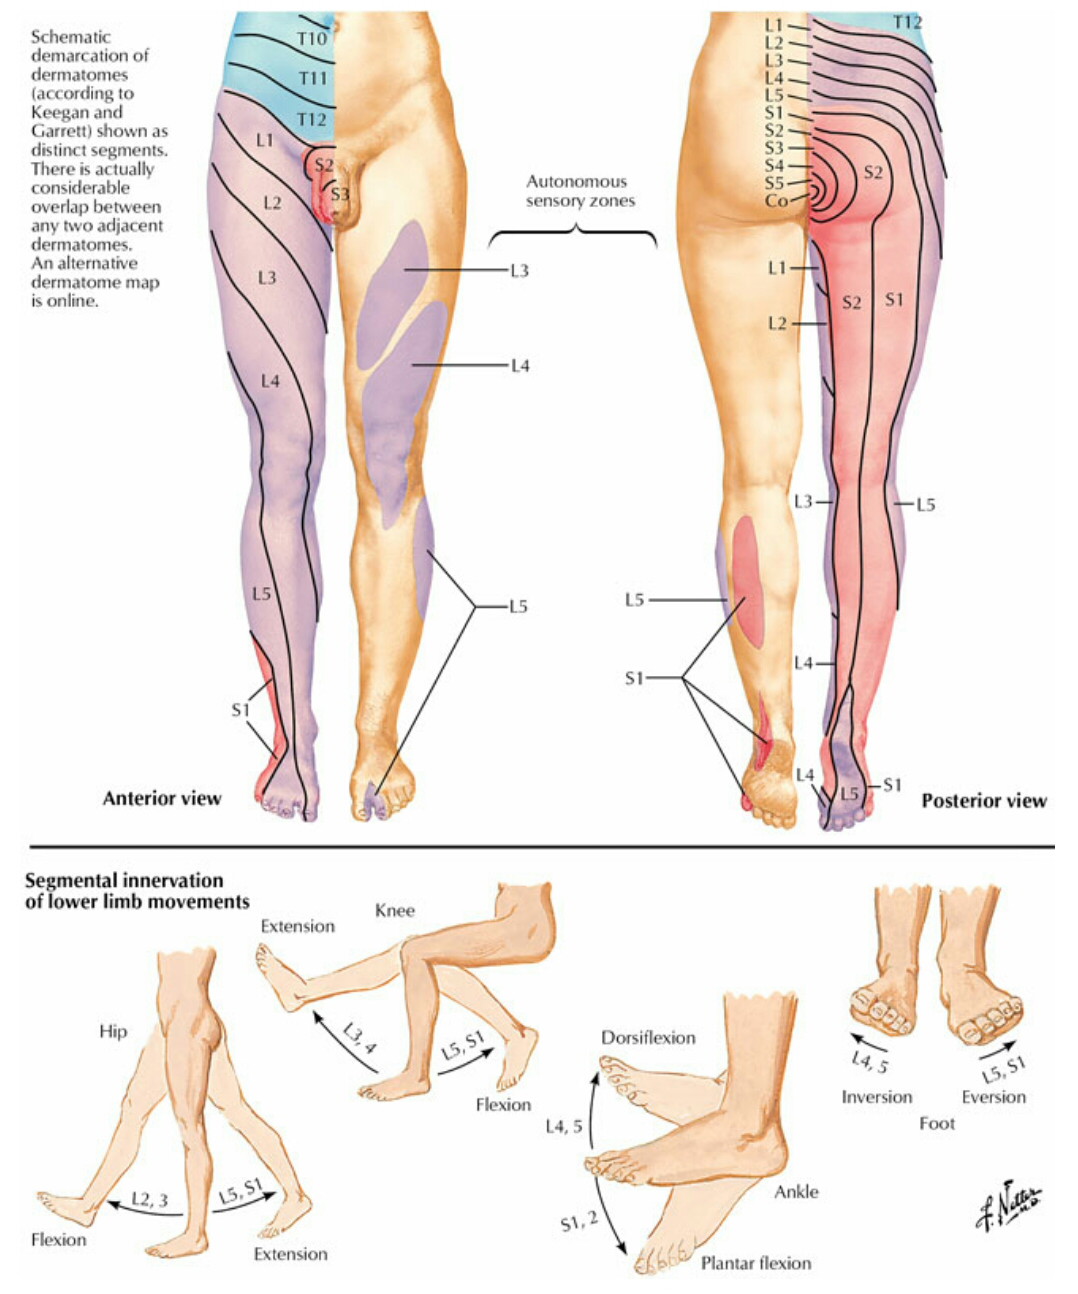 Schematic
demarcation of
dermatomes
(according to
Keegan and
Garrett) shown as
distinct segments.
There is actually
considerable
overlap between
any two adjacent
dermatomes.
An alternative
dermatome map
is online.
T10
T11
T12
L1
S2
S3
L2
L3
L4
L5
S1
Anterior view
Autonomous
sensory zones
L3
L4
L5
L1
L2
L3
L4
L5
S1
S2
S3
S4
S5
Co
T12
S2
L1
L2
S2
S1
L3
L5
L5
S1
L4
L4
L5
S1
Posterior view
Segmental innervation
of lower limb movements
Hip
L2, 3
L5, S1
Flexion
Extension
Knee
Extension
L3, 4
L5, S1
Flexion
Dorsiflexion
L4, 5
S1, 2
Ankle
Plantar flexion
L4, 5
L5, S1
Inversion
Eversion
Foot
F. Netter
M.D.